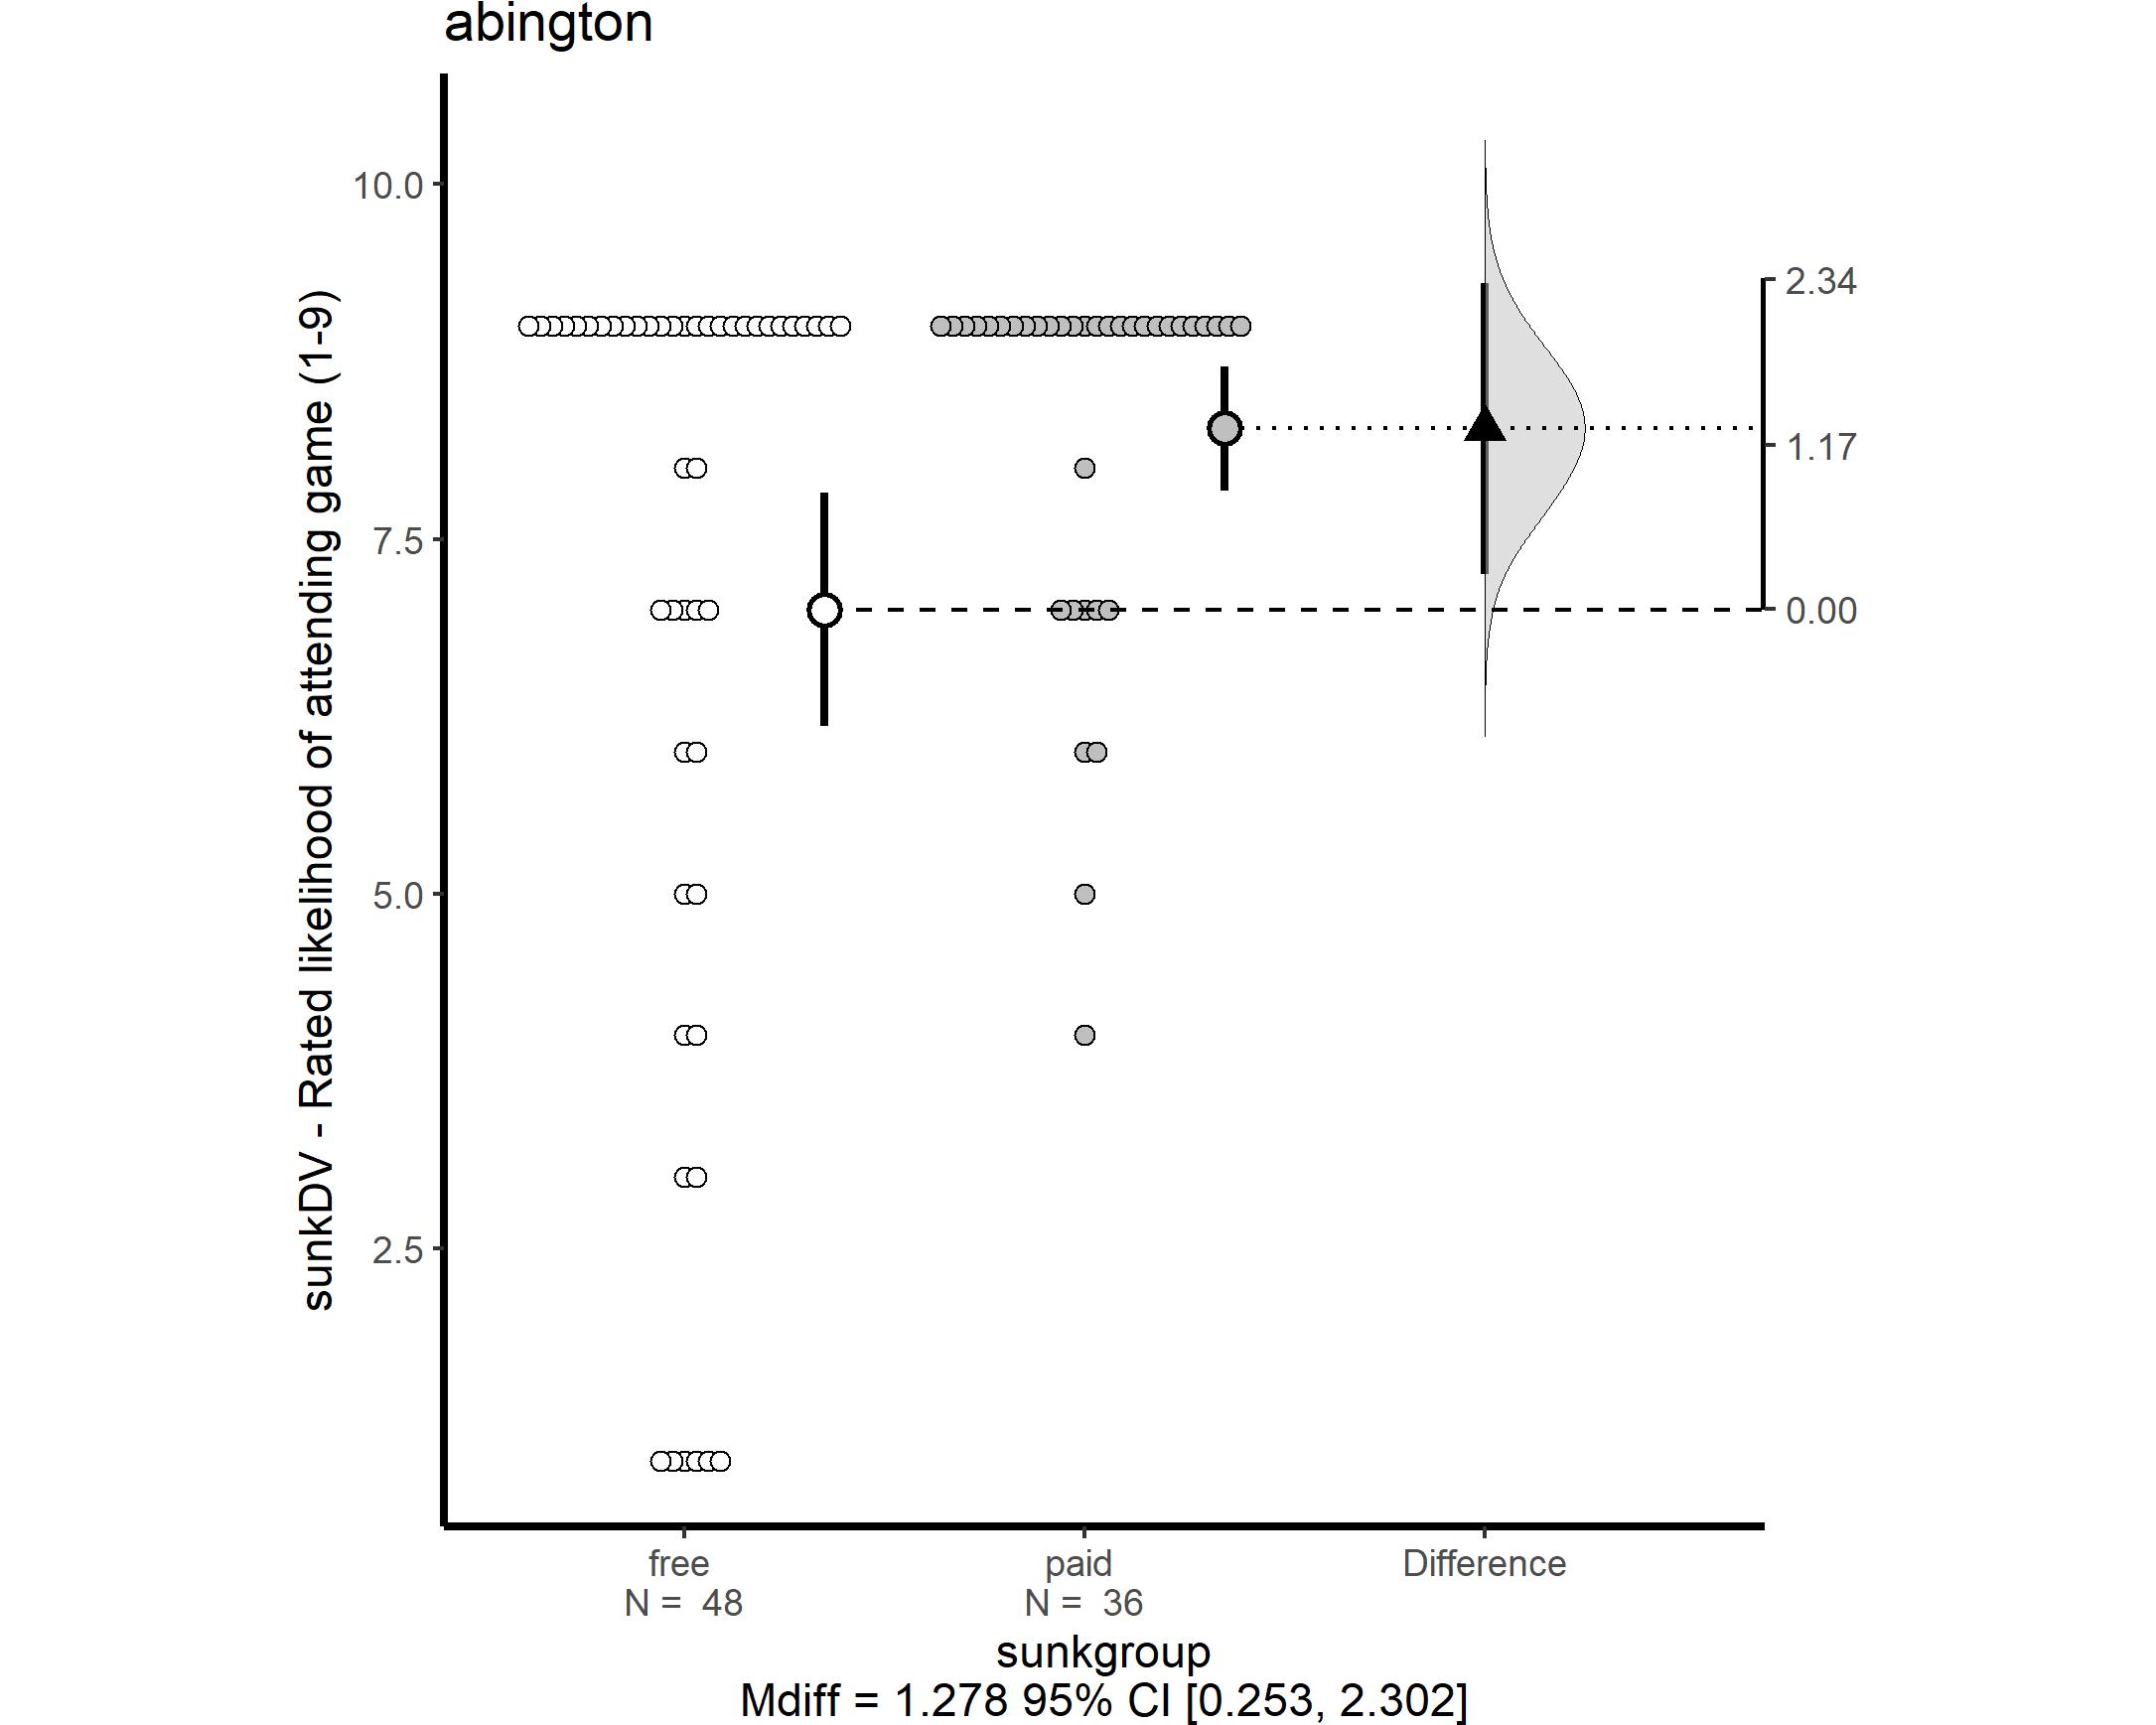 abington
sunkDV - Rated likelihood of attending game (1-9)
10.0
7.5
5.0
2.5
2.34
1.17
0.00
free
N =  48
paid
N =  36
Difference
sunkgroup
Mdiff = 1.278 95% CI [0.253, 2.302]